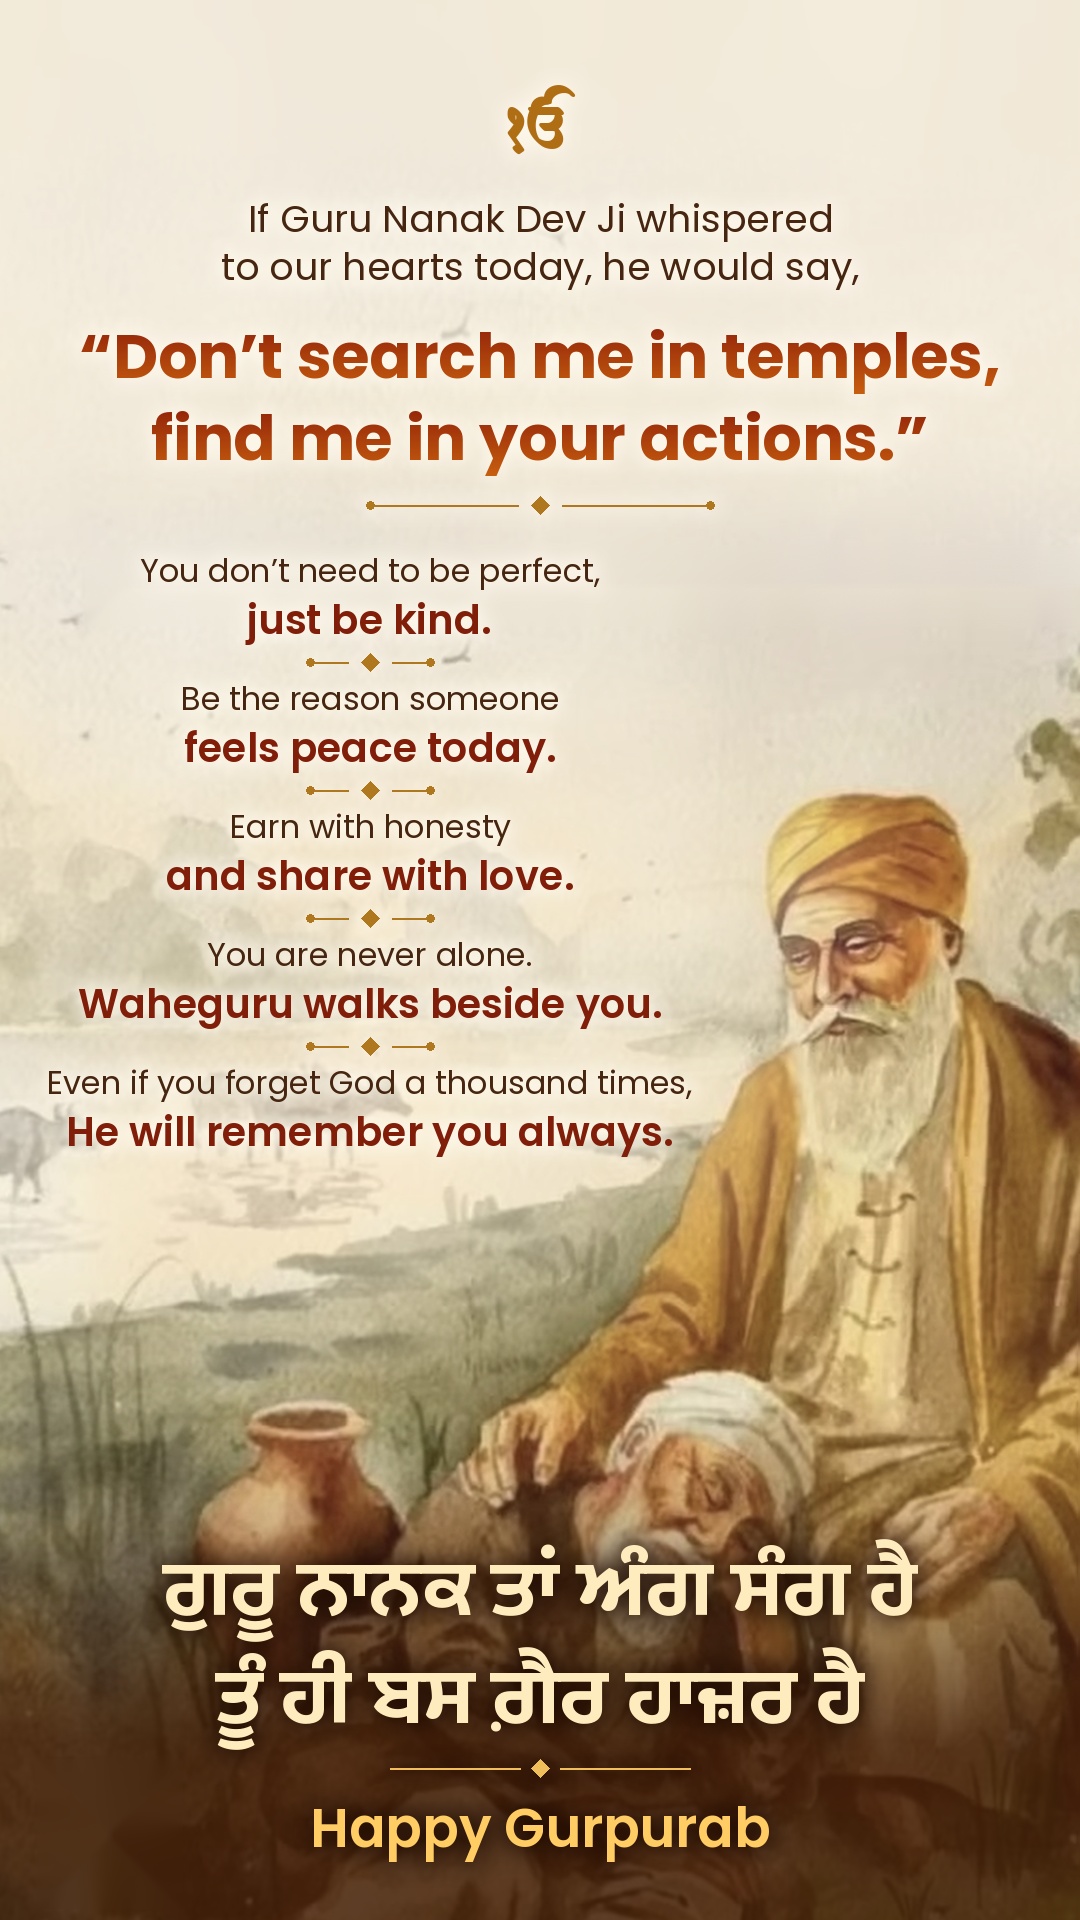 ੴ
If Guru Nanak Dev Ji whispered
to our hearts today, he would say,
“Don’t search me in temples,
find me in your actions.”
You don’t need to be perfect,
just be kind.
Be the reason someone
feels peace today.
Earn with honesty
and share with love.
You are never alone.
Waheguru walks beside you.
Even if you forget God a thousand times,
He will remember you always.
ਗੁਰੂ ਨਾਨਕ ਤਾਂ ਅੰਗ ਸੰਗ ਹੈ
ਤੂੰ ਹੀ ਬਸ ਗ਼ੈਰ ਹਾਜ਼ਰ ਹੈ
Happy Gurpurab